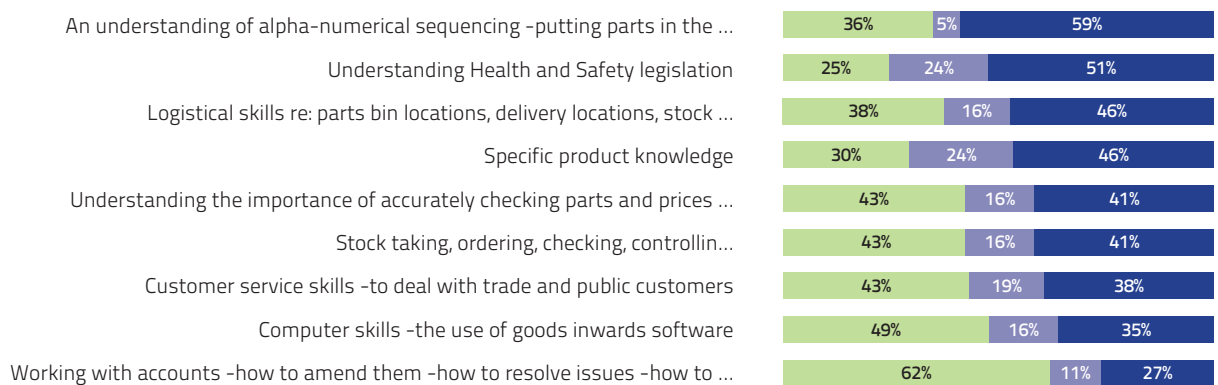 An understanding of alpha-numerical sequencing -putting parts in the ... 36% 5% 59%
Understanding Health and Safety legislation 25% 24% 51%
Logistical skills re: parts bin locations, delivery locations, stock ... 38% 16% 46%
Specific product knowledge 30% 24% 46%
Understanding the importance of accurately checking parts and prices ... 43% 16% 41%
Stock taking, ordering, checking, controllin... 43% 16% 41%
Customer service skills -to deal with trade and public customers 43% 19% 38%
Computer skills -the use of goods inwards software 49% 16% 35%
Working with accounts -how to amend them -how to resolve issues -how to ... 62% 11% 27%